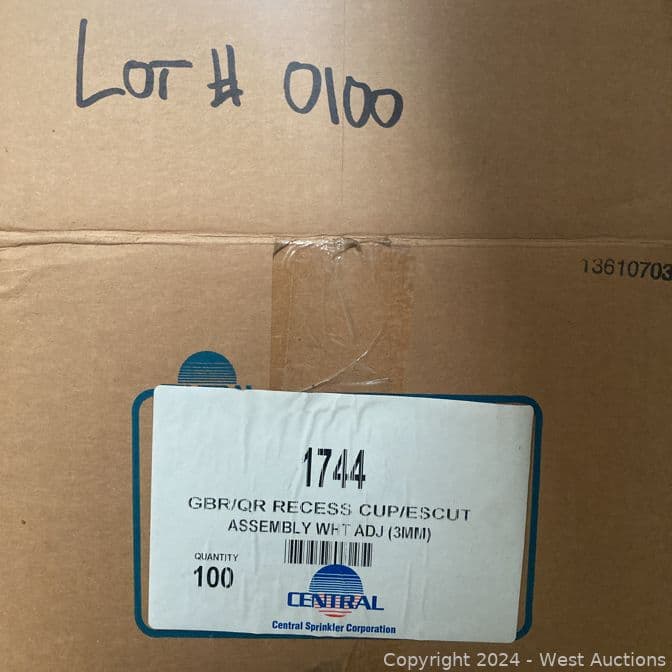 LOT # 0100
13610703
1744
GBR/QR RECESS CUP/ESCUT
ASSEMBLY WHT ADJ (3MM)
QUANTITY
100
CENTRAL
Central Sprinkler Corporation
Copyright 2024 - West Auctions